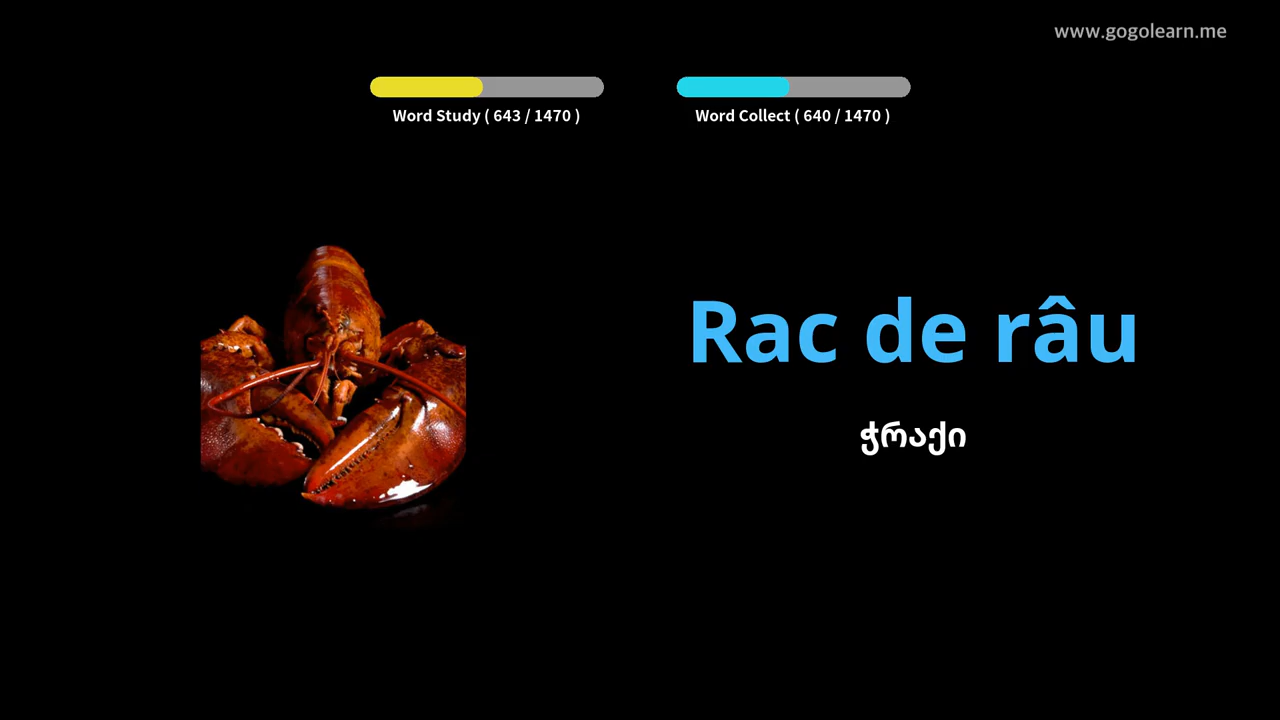 www.gogolearn.me
Word Study ( 643 / 1470 )
Word Collect ( 640 / 1470 )
Rac de râu
ჭრაქი